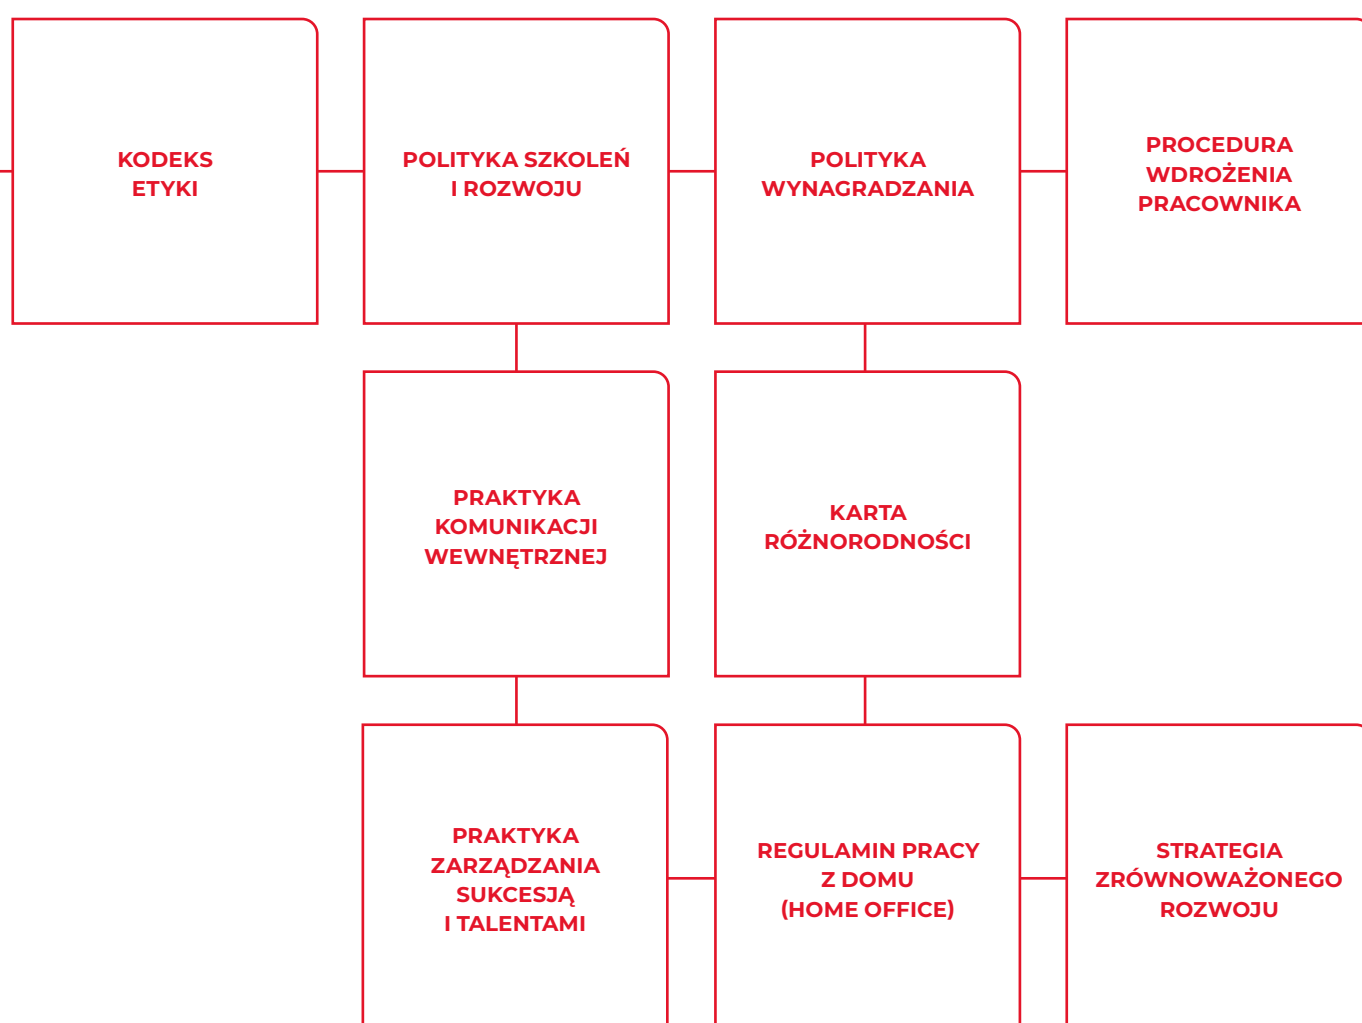 KODEKS
ETYKI
POLITYKA SZKOLEŃ
I ROZWOJU
POLITYKA
WYNAGRADZANIA
PROCEDURA
WDROŻENIA
PRACOWNIKA
PRAKTYKA
KOMUNIKACJI
WEWNĘTRZNEJ
KARTA
RÓŻNORODNOŚCI
PRAKTYKA
ZARZĄDZANIA
SUKCESJĄ
I TALENTAMI
REGULAMIN PRACY
Z DOMU
(HOME OFFICE)
STRATEGIA
ZRÓWNOWAŻONEGO
ROZWOJU